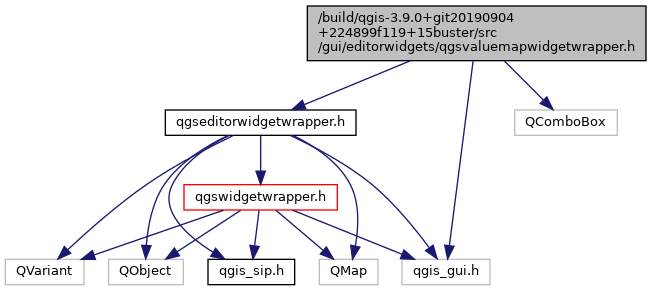 /build/qgis-3.9.0+git20190904
+224899f119+15buster/src
/gui/editorwidgets/qgsvaluemapwidgetwrapper.h
qgseditorwidgetwrapper.h
QComboBox
qgswidgetwrapper.h
QVariant
QObject
qgis_sip.h
QMap
qgis_gui.h